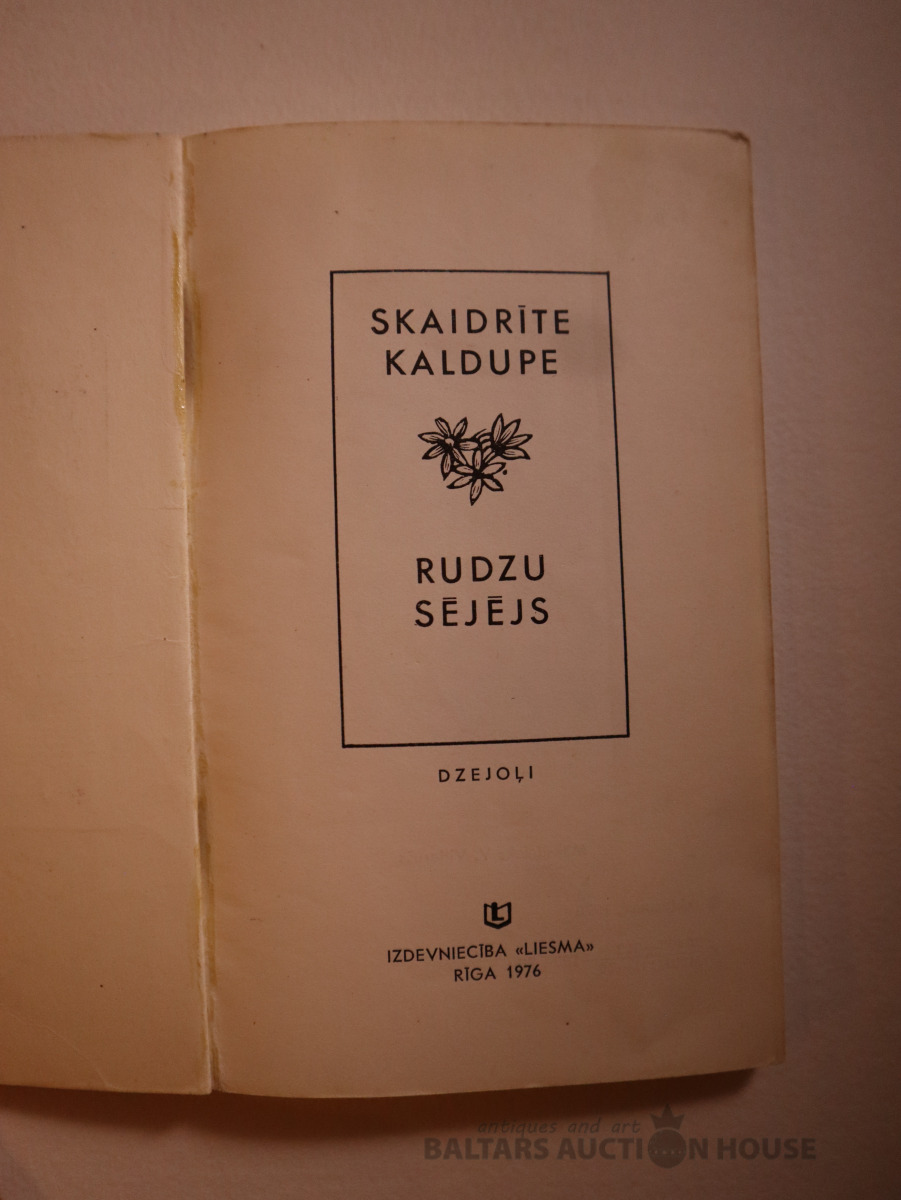 SKAIDRĪTE
KALDUPE
RUDZU
SĒJĒJS
DZEJOĻI
L
IZDEVNIECĪBA «LIESMA»
RĪGA 1976
antiques and art
BALTARS AUCTION HOUSE